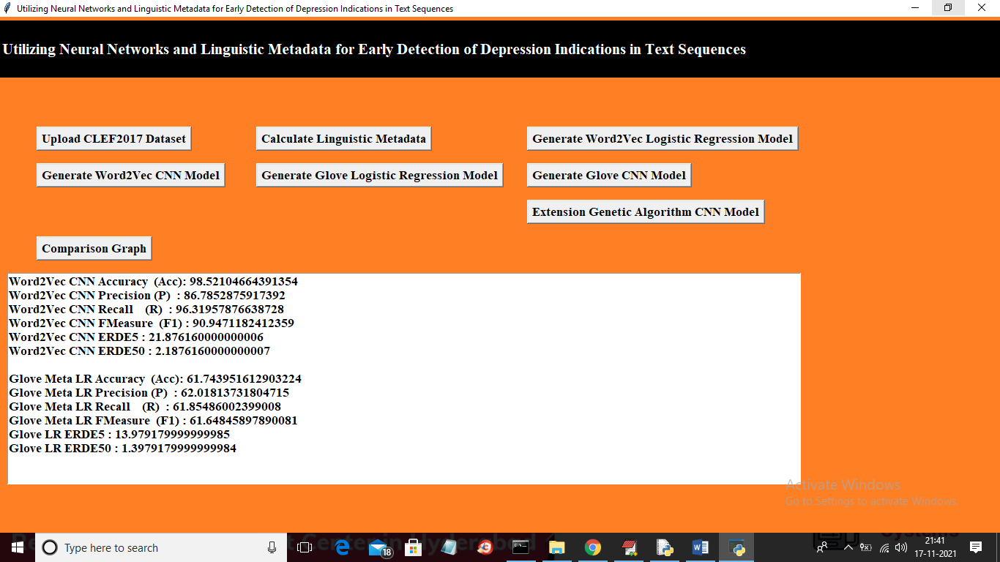 Utilizing Neural Networks and Linguistic Metadata for Early Detection of Depression Indications in Text Sequences
Utilizing Neural Networks and Linguistic Metadata for Early Detection of Depression Indications in Text Sequences
Upload CLEF2017 Dataset
Calculate Linguistic Metadata
Generate Word2Vec Logistic Regression Model
Generate Word2Vec CNN Model
Generate Glove Logistic Regression Model
Generate Glove CNN Model
Extension Genetic Algorithm CNN Model
Comparison Graph
Word2Vec CNN Accuracy  (Acc): 98.52104664391354
Word2Vec CNN Precision (P)  : 86.7852875917392
Word2Vec CNN Recall    (R)  : 96.31957876638728
Word2Vec CNN FMeasure  (F1) : 90.9471182412359
Word2Vec CNN ERDE5 : 21.876160000000006
Word2Vec CNN ERDE50 : 2.1876160000000007
Glove Meta LR Accuracy  (Acc): 61.743951612903224
Glove Meta LR Precision (P)  : 62.01813731804715
Glove Meta LR Recall    (R)  : 61.85486002399008
Glove Meta LR FMeasure  (F1) : 61.64845897890081
Glove LR ERDE5 : 13.979179999999985
Glove LR ERDE50 : 1.3979179999999984
Activate Windows
Go to Settings to activate Windows.
Type here to search
18
21:41
17-11-2021